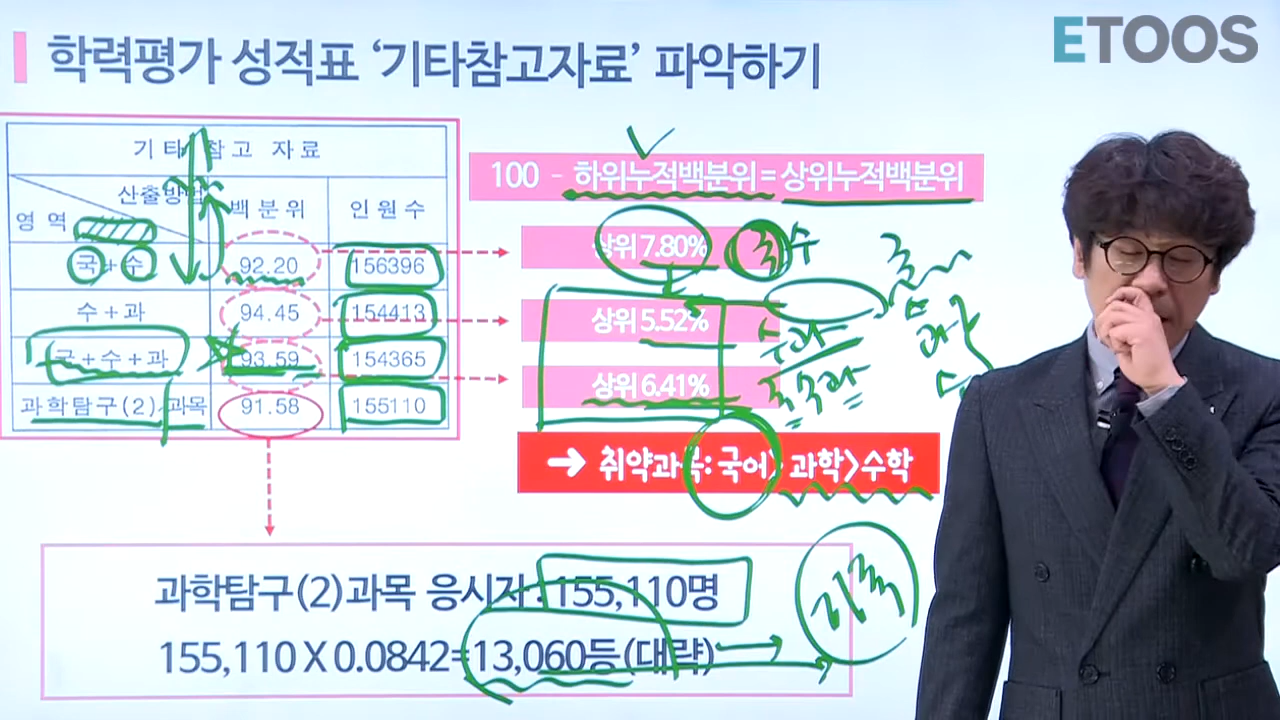 ETOOS
학력평가 성적표 ‘기타참고자료’ 파악하기
기타 참고 자료
산출방법
영역
백분위
인원수
국+수 92.20 156396
수+과 94.45 154413
국+수+과 93.59 154365
과학탐구(2) 과목 91.58 155110
100 - 하위누적백분위 = 상위누적백분위
상위 7.80%
국수
상위 5.52%
수과
상위 6.41%
→ 취약과목: 국어>과학>수학
과학탐구(2)과목 응시자 : 155,110명
155,110 X 0.0842=13,060등(대략)